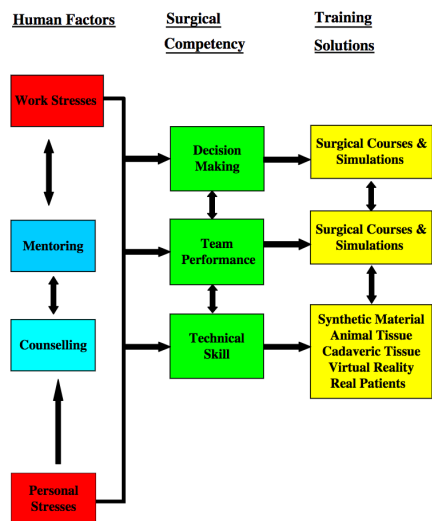 Human Factors
Surgical
Competency
Training
Solutions
Work Stresses
Mentoring
Counselling
Personal
Stresses
Decision
Making
Team
Performance
Technical
Skill
Surgical Courses &
Simulations
Surgical Courses &
Simulations
Synthetic Material
Animal Tissue
Cadaveric Tissue
Virtual Reality
Real Patients